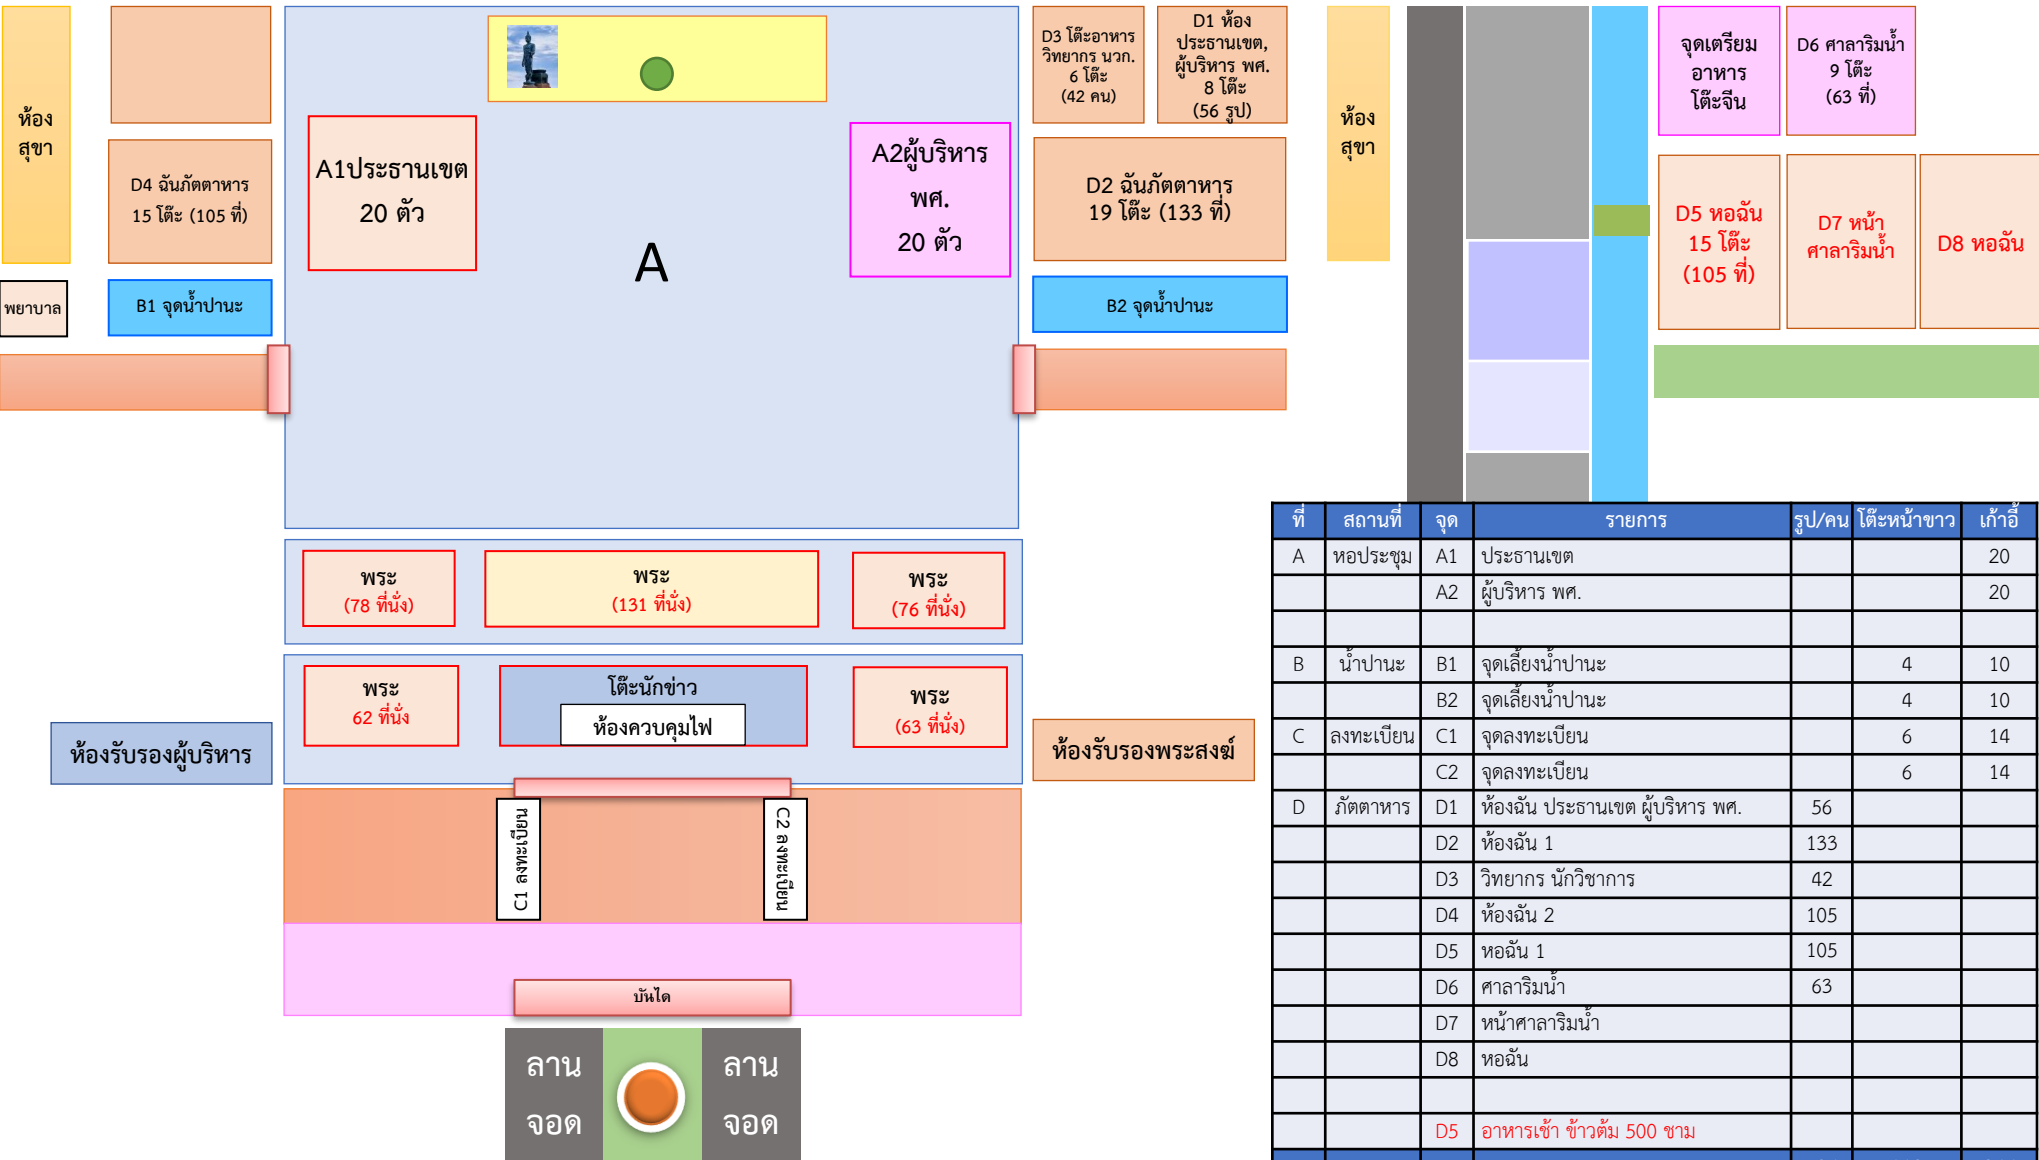 ห้อง
สุขา
D4 ฉันภัตตาหาร
15 โต๊ะ (105 ที่)
พยาบาล
B1 จุดน้ำปานะ
A1ประธานเขต
20 ตัว
A
A2ผู้บริหาร
พศ.
20 ตัว
D3 โต๊ะอาหาร
วิทยากร นวก.
6 โต๊ะ
(42 คน)
D1 ห้อง
ประธานเขต,
ผู้บริหาร พศ.
8 โต๊ะ
(56 รูป)
D2 ฉันภัตตาหาร
19 โต๊ะ (133 ที่)
B2 จุดน้ำปานะ
ห้อง
สุขา
จุดเตรียม
อาหาร
โต๊ะจีน
D6 ศาลาริมน้ำ
9 โต๊ะ
(63 ที่)
D5 หอฉัน
15 โต๊ะ
(105 ที่)
D7 หน้า
ศาลาริมน้ำ
D8 หอฉัน
พระ
(78 ที่นั่ง)
พระ
(131 ที่นั่ง)
พระ
(76 ที่นั่ง)
พระ
62 ที่นั่ง
โต๊ะนักข่าว
ห้องควบคุมไฟ
พระ
(63 ที่นั่ง)
ห้องรับรองผู้บริหาร
ห้องรับรองพระสงฆ์
C1 ลงทะเบียน
C2 ลงทะเบียน
บันได
ลาน
จอด
ลาน
จอด
ที่ สถานที่ จุด รายการ รูป/คน โต๊ะหน้าขาว เก้าอี้
A หอประชุม A1 ประธานเขต 20
A2 ผู้บริหาร พศ. 20
B น้ำปานะ B1 จุดเลี้ยงน้ำปานะ 4 10
B2 จุดเลี้ยงน้ำปานะ 4 10
C ลงทะเบียน C1 จุดลงทะเบียน 6 14
C2 จุดลงทะเบียน 6 14
D ภัตตาหาร D1 ห้องฉัน ประธานเขต ผู้บริหาร พศ. 56
D2 ห้องฉัน 1 133
D3 วิทยากร นักวิชาการ 42
D4 ห้องฉัน 2 105
D5 หอฉัน 1 105
D6 ศาลาริมน้ำ 63
D7 หน้าศาลาริมน้ำ
D8 หอฉัน
D5 อาหารเช้า ข้าวต้ม 500 ชาม